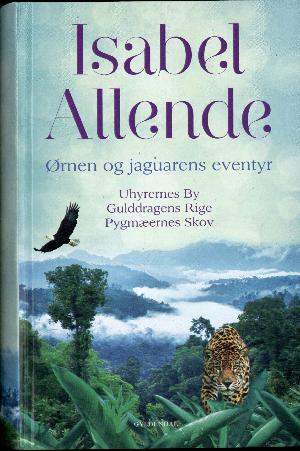 Isabel
Allende
Ørnen og jaguarens eventyr
Uhyrernes By
Gulddragens Rige
Pygmæernes Skov
GYLDENDAL